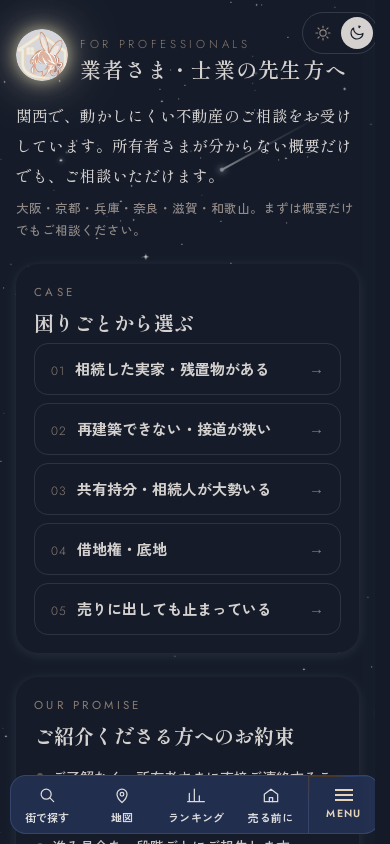 FOR PROFESSIONALS
業者さま・士業の先生方へ
関西で、動かしにくい不動産のご相談をお受け
しています。所有者さまが分からない概要だけ
でも、ご相談いただけます。
大阪・京都・兵庫・奈良・滋賀・和歌山。まずは概要だけ
でもご相談ください。
CASE
困りごとから選ぶ
01 相続した実家・残置物がある →
02 再建築できない・接道が狭い →
03 共有持分・相続人が大勢いる →
04 借地権・底地 →
05 売りに出しても止まっている →
OUR PROMISE
ご紹介くださる方へのお約束
街で探す 地図 ランキング 売る前に MENU